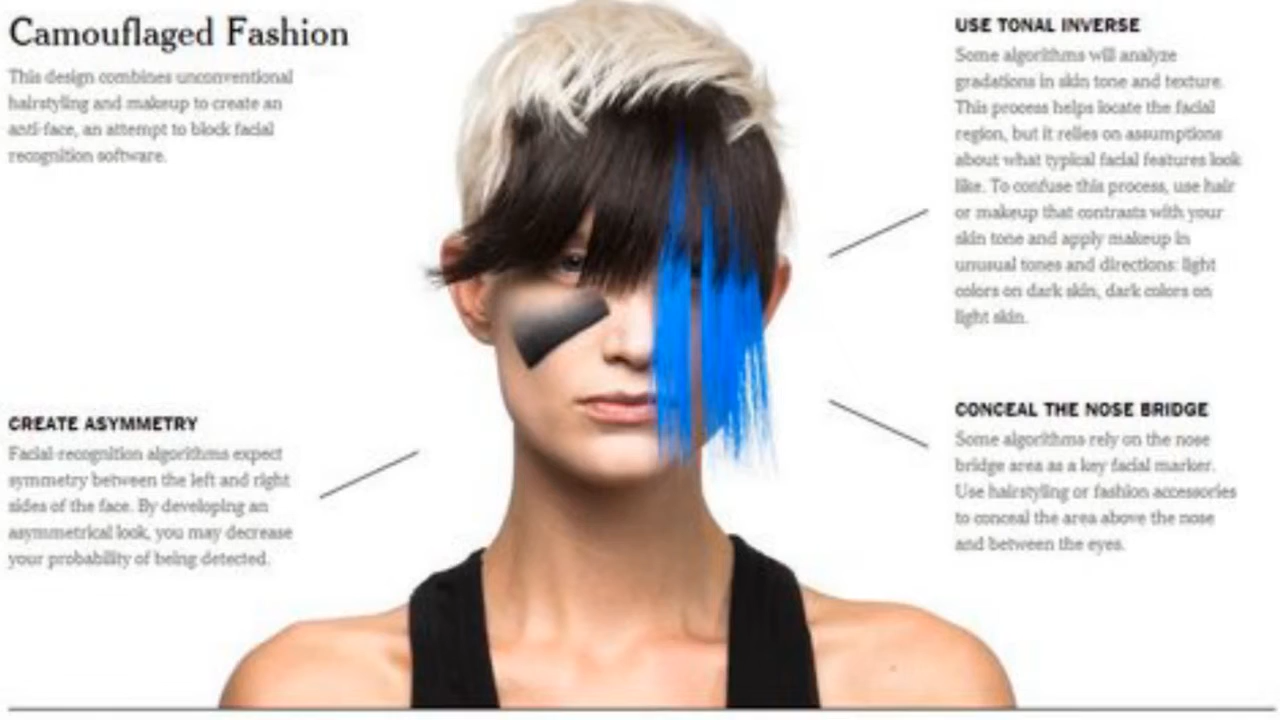 Camouflaged Fashion
This design combines unconventional
hairstyling and makeup to create an
anti-face, an attempt to block facial
recognition software.
CREATE ASYMMETRY
Facial-recognition algorithms expect
symmetry between the left and right
sides of the face. By developing an
asymmetrical look, you may decrease
your probability of being detected.
USE TONAL INVERSE
Some algorithms will analyze
gradations in skin tone and texture.
This process helps locate the facial
region, but it relies on assumptions
about what typical facial features look
like. To confuse this process, use hair
or makeup that contrasts with your
skin tone and apply makeup in
unusual tones and directions: light
colors on dark skin, dark colors on
light skin.
CONCEAL THE NOSE BRIDGE
Some algorithms rely on the nose
bridge area as a key facial marker.
Use hairstyling or fashion accessories
to conceal the area above the nose
and between the eyes.